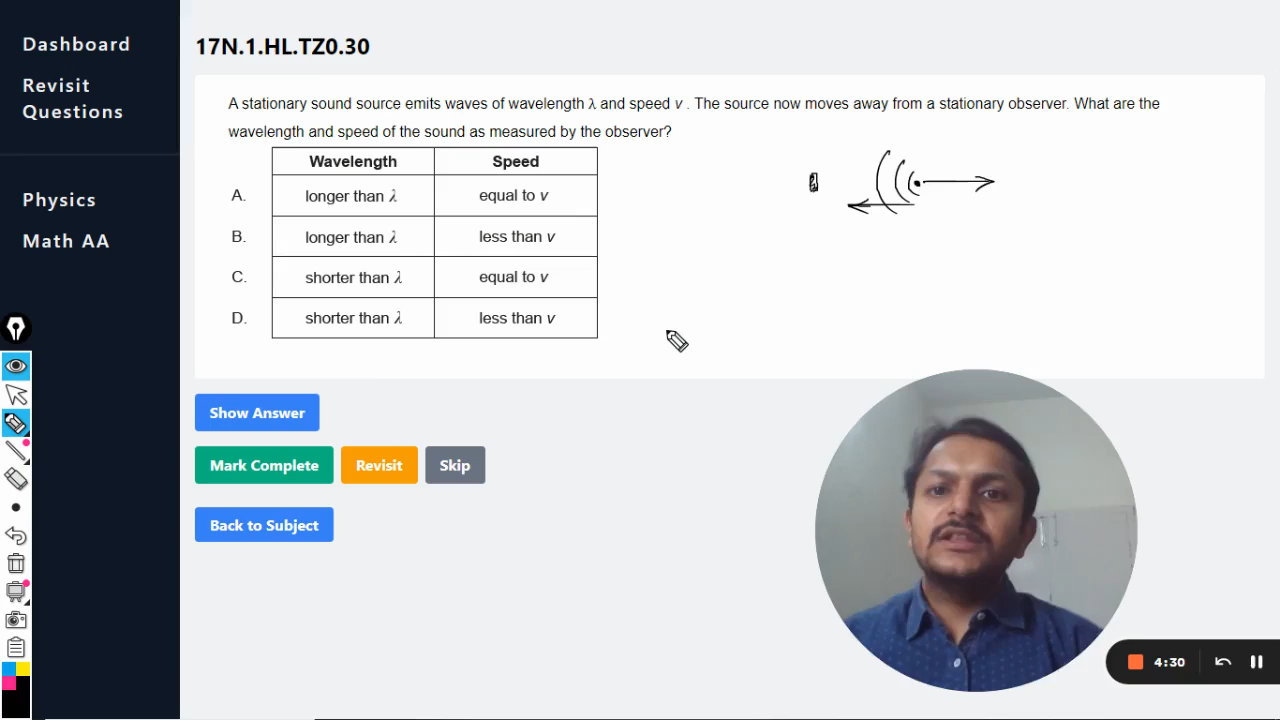 Dashboard
Revisit
Questions
Physics
Math AA
17N.1.HL.TZ0.30
A stationary sound source emits waves of wavelength λ and speed v . The source now moves away from a stationary observer. What are the
wavelength and speed of the sound as measured by the observer?
Wavelength Speed
A. longer than λ equal to v
B. longer than λ less than v
C. shorter than λ equal to v
D. shorter than λ less than v
Show Answer
Mark Complete Revisit Skip
Back to Subject
4:30